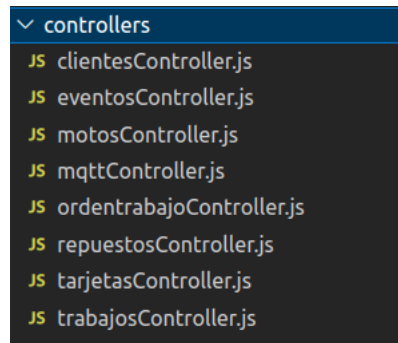 controllers
JS clientesController.js
JS eventosController.js
JS motosController.js
JS mqttController.js
JS ordentrabajoController.js
JS repuestosController.js
JS tarjetasController.js
JS trabajosController.js